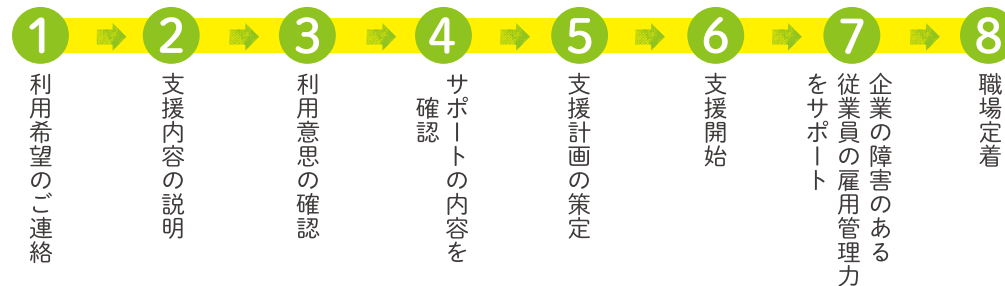 1
利用希望のご連絡
2
支援内容の説明
3
利用意思の確認
4
サポートの内容を
確認
5
支援計画の策定
6
支援開始
7
企業の障害のある
従業員の雇用管理力
をサポート
8
職場定着